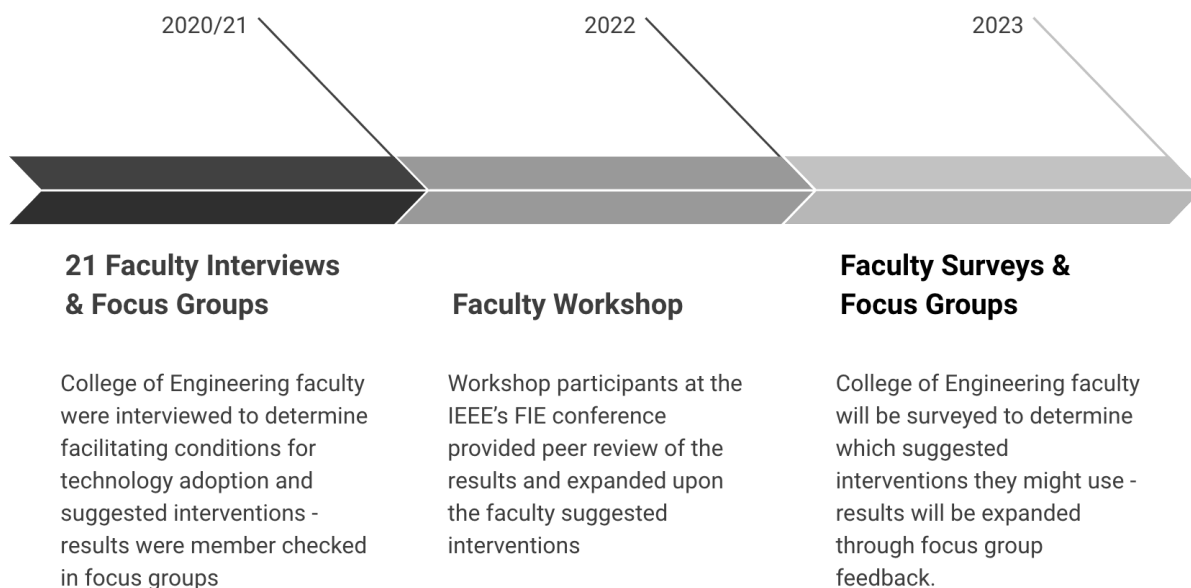 2020/21
2022
2023
21 Faculty Interviews
& Focus Groups
Faculty Workshop
Faculty Surveys &
Focus Groups
College of Engineering faculty
were interviewed to determine
facilitating conditions for
technology adoption and
suggested interventions -
results were member checked
in focus groups
Workshop participants at the
IEEE’s FIE conference
provided peer review of the
results and expanded upon
the faculty suggested
interventions
College of Engineering faculty
will be surveyed to determine
which suggested
interventions they might use -
results will be expanded
through focus group
feedback.